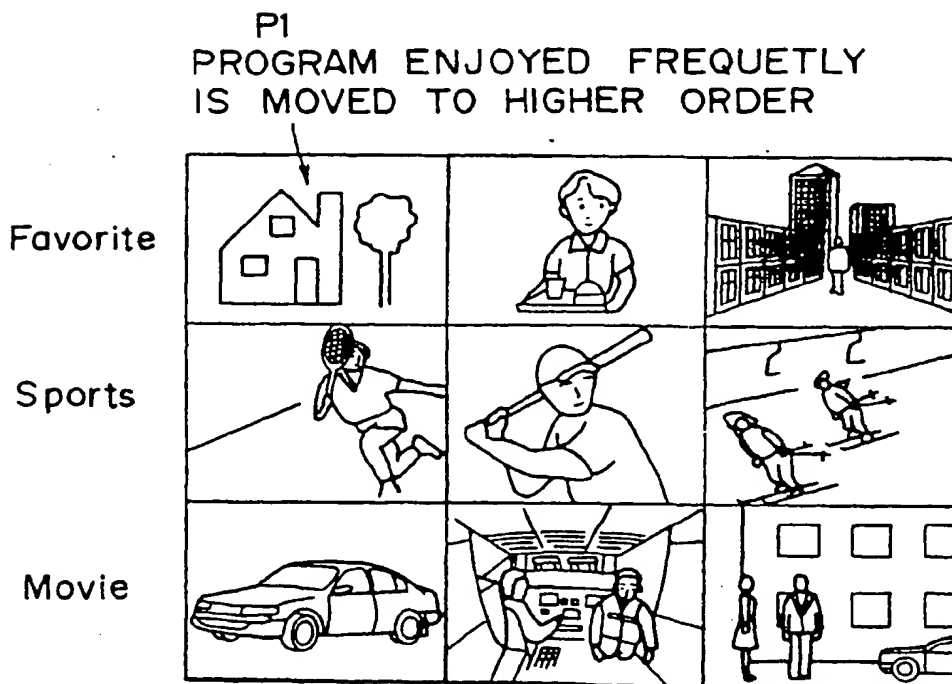 P1
PROGRAM ENJOYED FREQUETLY
IS MOVED TO HIGHER ORDER
Favorite
Sports
Movie